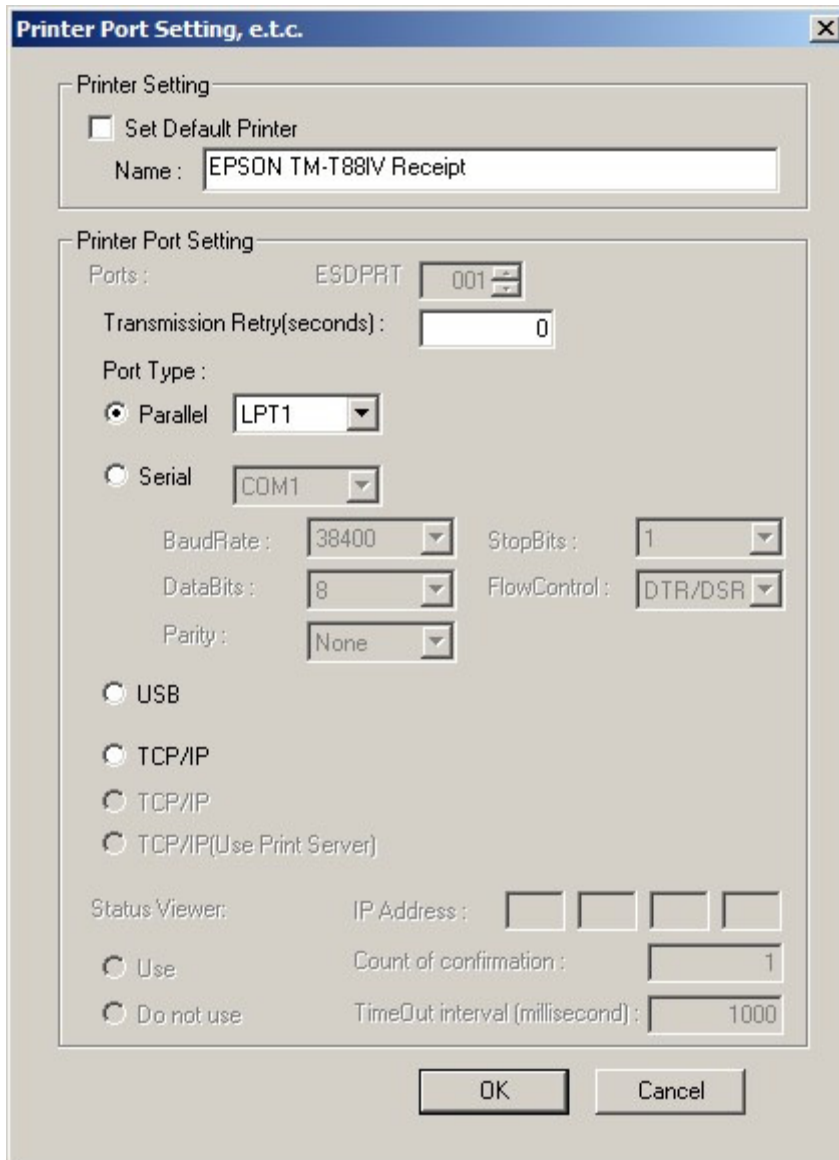 Printer Port Setting, e.t.c.
Printer Setting
Set Default Printer
Name : EPSON TM-T88IV Receipt
Printer Port Setting
Ports : ESDPRT 001
Transmission Retry(seconds) : 0
Port Type :
Parallel LPT1
Serial COM1
BaudRate : 38400 StopBits : 1
DataBits : 8 FlowControl : DTR/DSR
Parity : None
USB
TCP/IP
TCP/IP
TCP/IP(Use Print Server)
Status Viewer: IP Address :
Use Count of confirmation : 1
Do not use TimeOut interval (millisecond) : 1000
OK Cancel